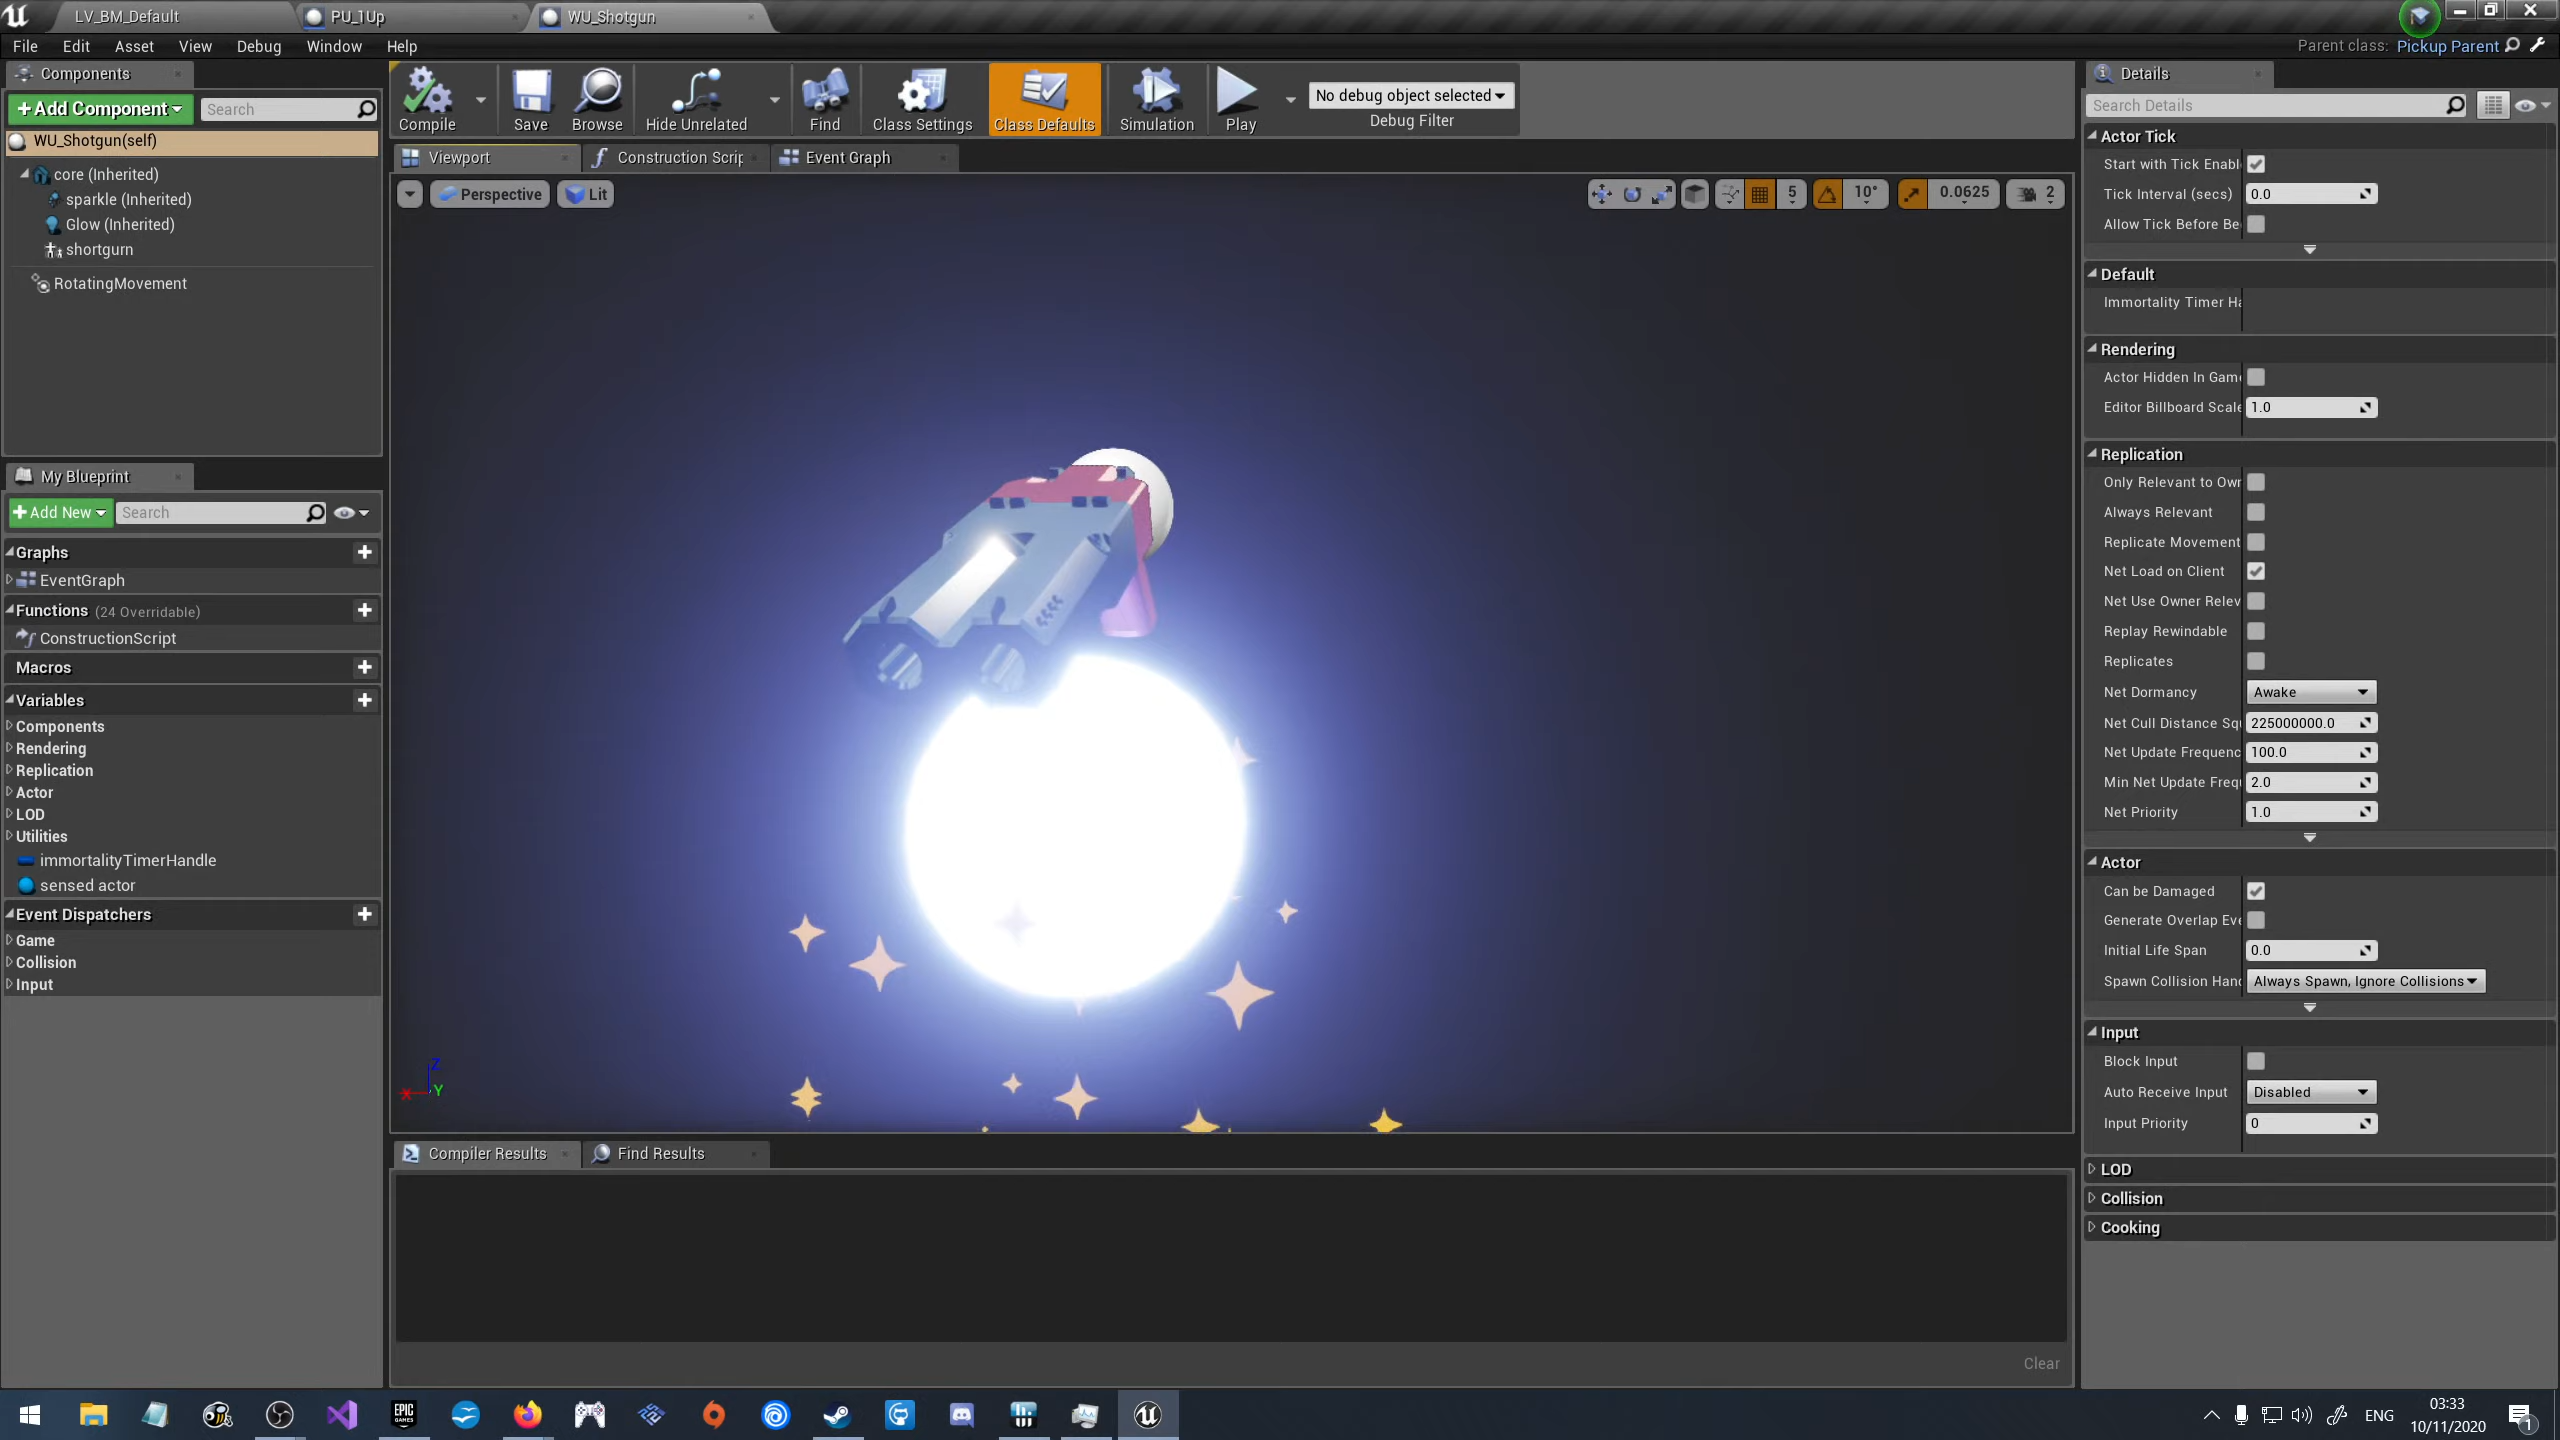 LV_BM_Default
PU_1Up
WU_Shotgun
File Edit Asset View Debug Window Help
Parent class: Pickup Parent
Components
+Add Component
Search
WU_Shotgun(self)
core (Inherited)
sparkle (Inherited)
Glow (Inherited)
shortgurn
RotatingMovement
My Blueprint
+Add New
Search
Graphs
EventGraph
Functions (24 Overridable)
ConstructionScript
Macros
Variables
Components
Rendering
Replication
Actor
LOD
Utilities
immortalityTimerHandle
sensed actor
Event Dispatchers
Game
Collision
Input
Compile
Save
Browse
Hide Unrelated
Find
Class Settings
Class Defaults
Simulation
Play
No debug object selected
Debug Filter
Viewport
Construction Scrip
Event Graph
Perspective
Lit
5
10°
0.0625
2
Z
X
Y
Compiler Results
Find Results
Clear
Details
Search Details
Actor Tick
Start with Tick Enabl
Tick Interval (secs) 0.0
Allow Tick Before Be
Default
Immortality Timer Ha
Rendering
Actor Hidden In Game
Editor Billboard Scale 1.0
Replication
Only Relevant to Owr
Always Relevant
Replicate Movement
Net Load on Client
Net Use Owner Relev
Replay Rewindable
Replicates
Net Dormancy Awake
Net Cull Distance Squ 225000000.0
Net Update Frequenc 100.0
Min Net Update Freq 2.0
Net Priority 1.0
Actor
Can be Damaged
Generate Overlap Eve
Initial Life Span 0.0
Spawn Collision Hand Always Spawn, Ignore Collisions
Input
Block Input
Auto Receive Input Disabled
Input Priority 0
LOD
Collision
Cooking
EPIC
GAMES
ENG
03:33
10/11/2020
1